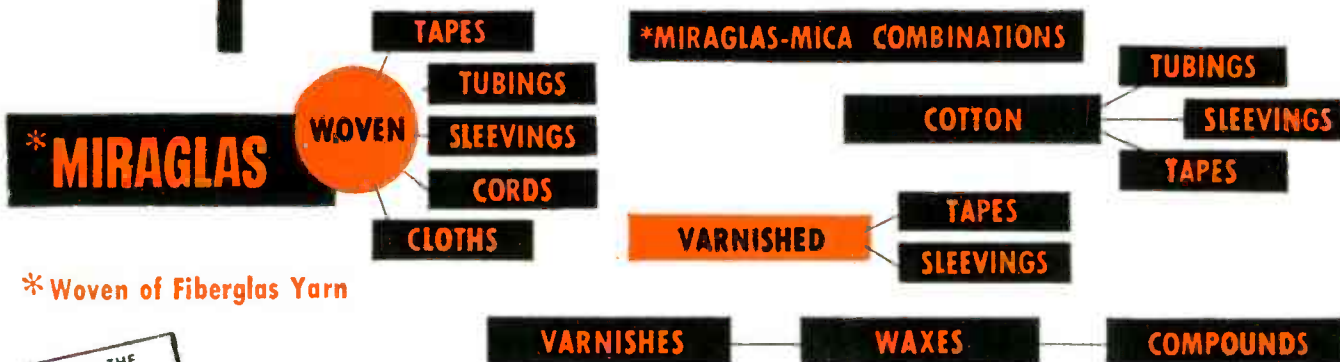 *MIRAGLAS
WOVEN
TAPES
TUBINGS
SLEEVINGS
CORDS
CLOTHS
*Woven of Fiberglas Yarn
*MIRAGLAS-MICA COMBINATIONS
COTTON
TUBINGS
SLEEVINGS
TAPES
VARNISHED
TAPES
SLEEVINGS
VARNISHES
WAXES
COMPOUNDS
THE